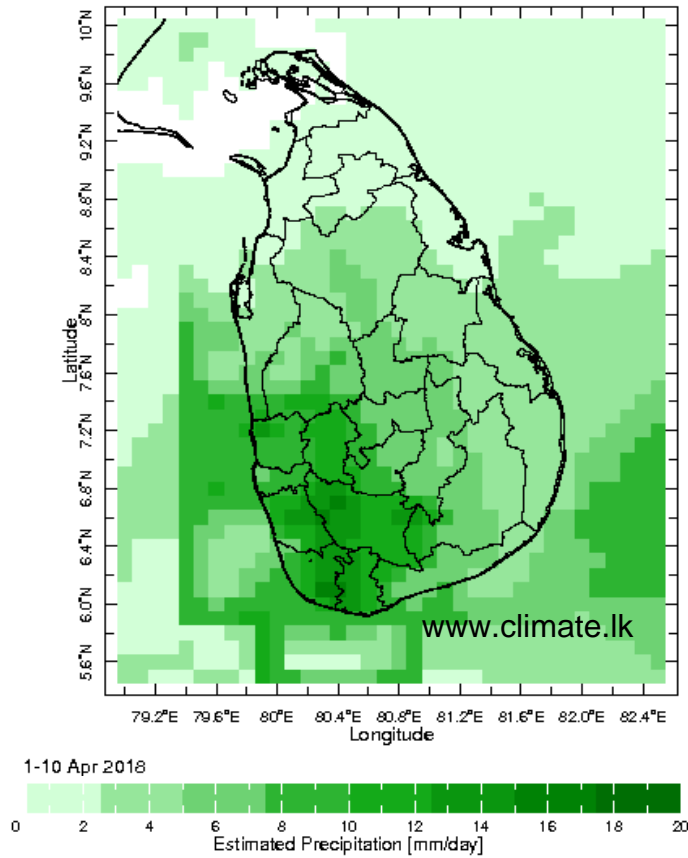 10°N
9.6°N
9.2°N
8.8°N
8.4°N
8°N
7.6°N
7.2°N
6.8°N
6.4°N
6.0°N
5.6°N
Latitude
www.climate.lk
79.2°E 79.6°E 80°E 80.4°E 80.8°E 81.2°E 81.6°E 82.0°E 82.4°E
Longitude
1-10 Apr 2018
0 2 4 6 8 10 12 14 16 18 20
Estimated Precipitation [mm/day]